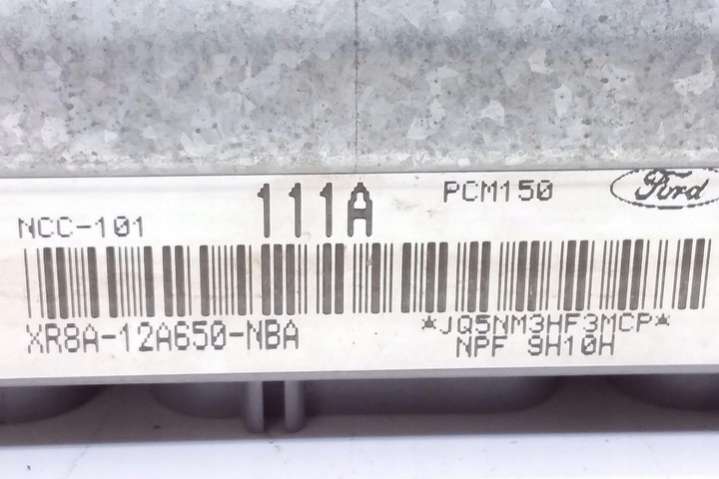 111A PCM150 Ford
NCC-101
XR8A-12A650-NBA *JQ5NM3HF3MCP*
NPF 9H10H